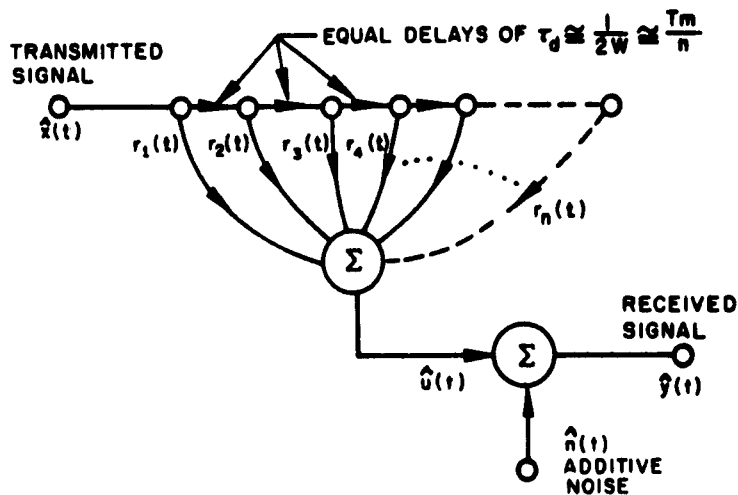 EQUAL DELAYS OF τd ≅ 1/2W ≅ Tm/n
TRANSMITTED
SIGNAL
x̂(t)
r1(t) r2(t) r3(t) r4(t)
rn(t)
Σ
RECEIVED
SIGNAL
Σ
û(t)
ŷ(t)
n̂(t)
ADDITIVE
NOISE